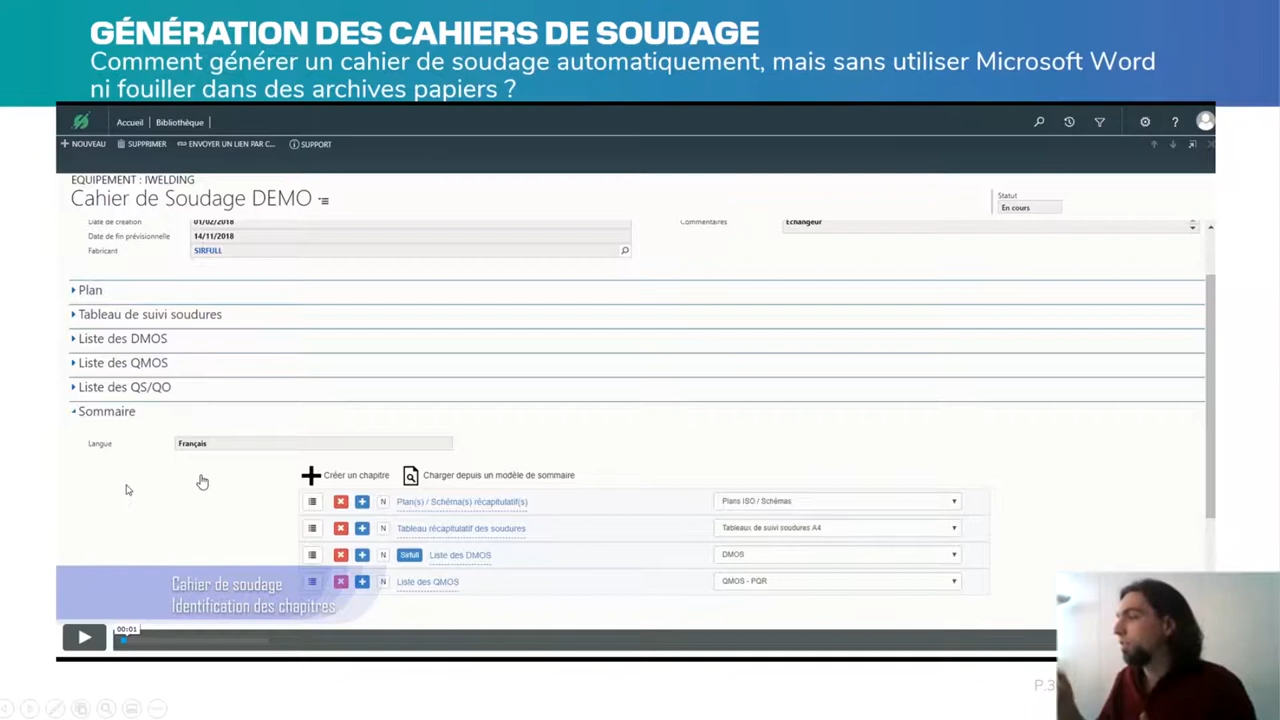 GÉNÉRATION DES CAHIERS DE SOUDAGE
Comment générer un cahier de soudage automatiquement, mais sans utiliser Microsoft Word
ni fouiller dans des archives papiers ?
Accueil
Bibliothèque
NOUVEAU
SUPPRIMER
ENVOYER UN LIEN PAR C...
SUPPORT
EQUIPEMENT : IWELDING
Cahier de Soudage DEMO
Statut
En cours
Date de création
01/02/2018
Commentaires
Echangeur
Date de fin prévisionnelle
14/11/2018
Fabricant
SIRFULL
Plan
Tableau de suivi soudures
Liste des DMOS
Liste des QMOS
Liste des QS/QO
Sommaire
Langue
Français
Créer un chapitre
Charger depuis un modèle de sommaire
N
Plan(s) / Schéma(s) récapitulatif(s)
Plans ISO / Schémas
N
Tableau récapitulatif des soudures
Tableaux de suivi soudures A4
N
Sirfull
Liste des DMOS
DMOS
N
Liste des QMOS
QMOS - PQR
Cahier de soudage
Identification des chapitres
00:01
P.3